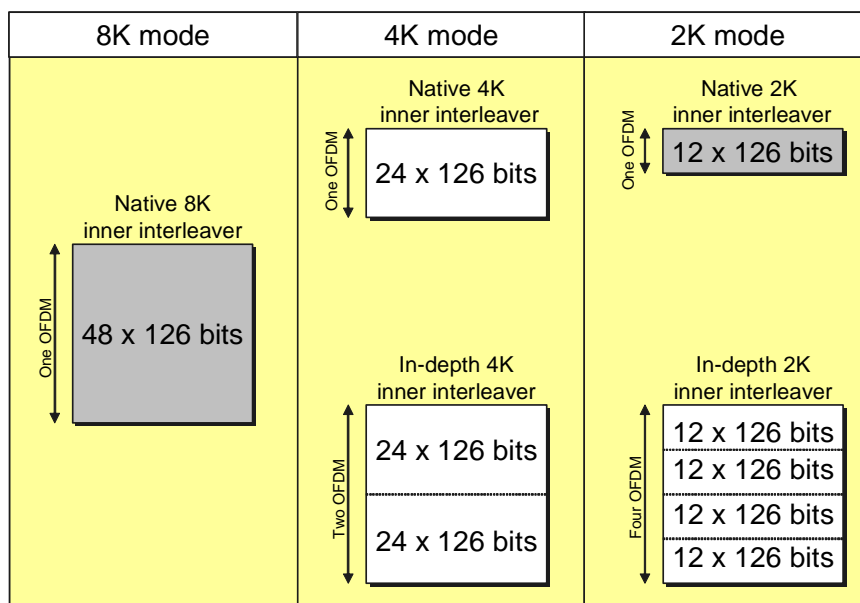 8K mode
4K mode
2K mode
Native 8K
inner interleaver
One OFDM
48 x 126 bits
Native 4K
inner interleaver
One OFDM
24 x 126 bits
In-depth 4K
inner interleaver
Two OFDM
24 x 126 bits
24 x 126 bits
Native 2K
inner interleaver
One OFDM
12 x 126 bits
In-depth 2K
inner interleaver
Four OFDM
12 x 126 bits
12 x 126 bits
12 x 126 bits
12 x 126 bits